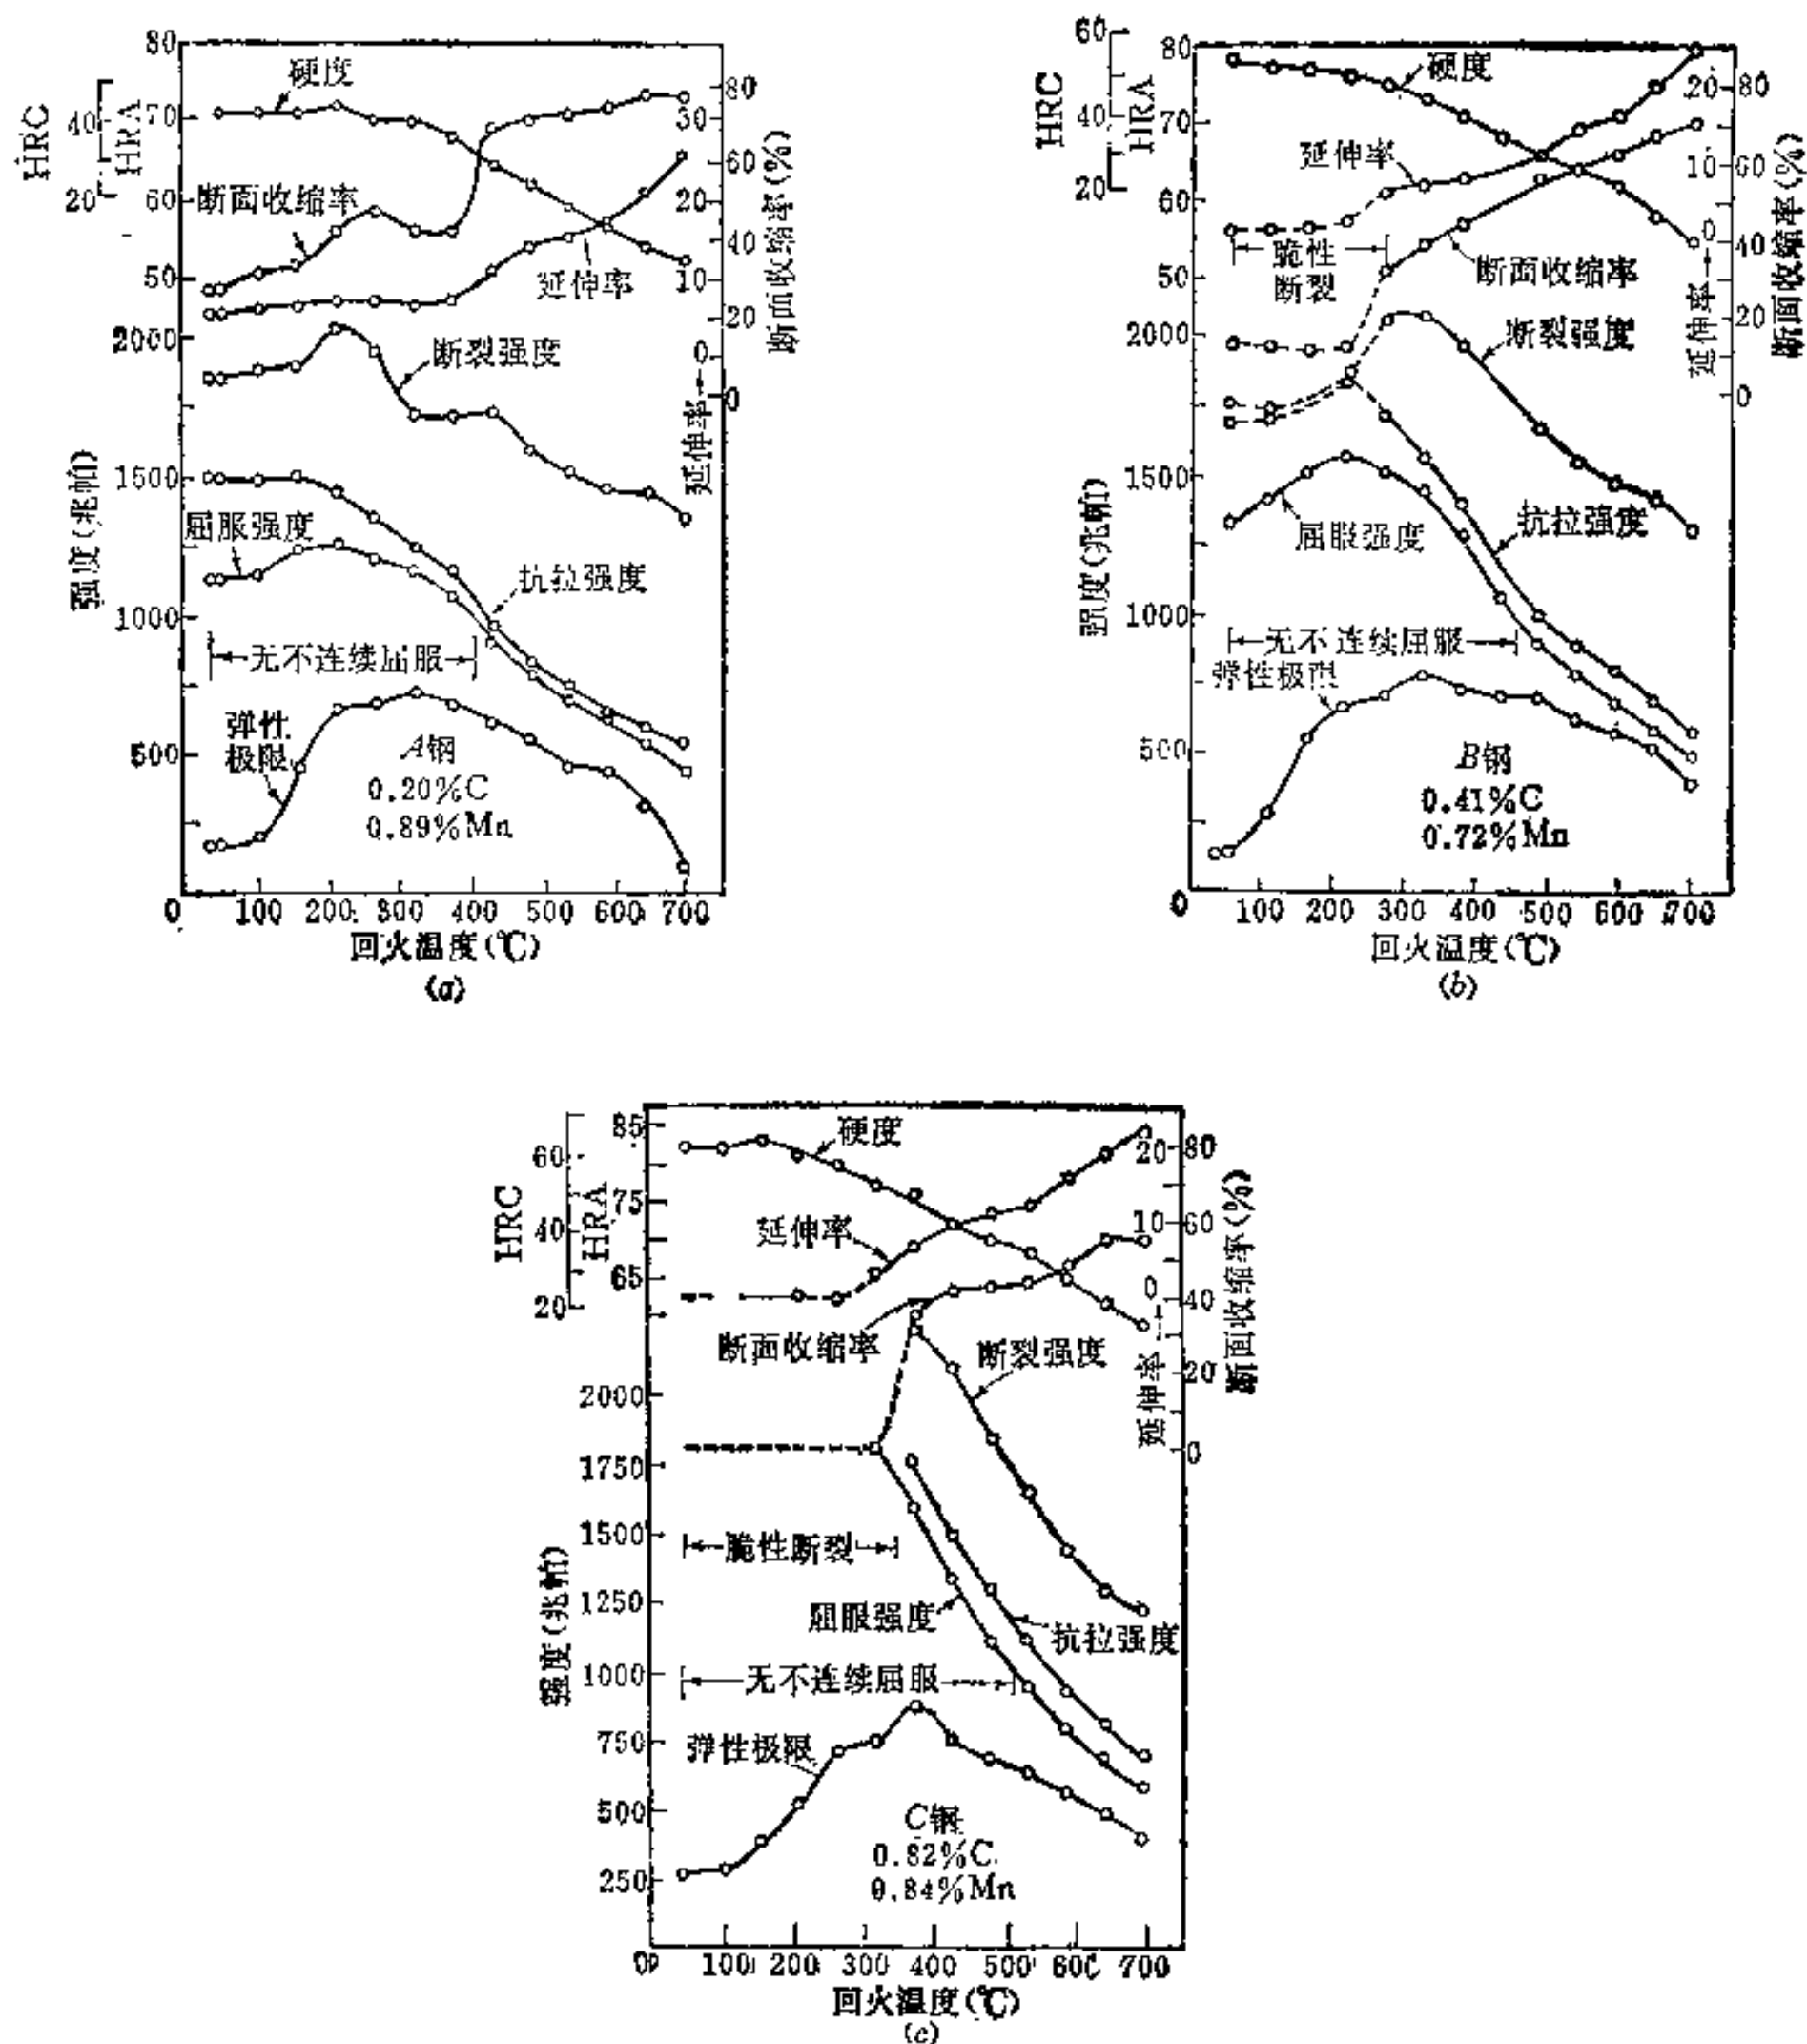 HRC
HRA
80
40
70
20
60
50
2000
1500
1000
500
硬度
断面收缩率
延伸率
断裂强度
屈服强度
抗拉强度
|←无不连续屈服→|
弹性
极限
A钢
0.20%C
0.89%Mn
强度(兆帕)
80
30
60
20
40
10
20
0
0
延伸率
断面收缩率(%)
0 100 200 300 400 500 600 700
回火温度(℃)
(a)
HRC
HRA
60
80
40
70
20
60
50
2000
1500
1000
500
硬度
延伸率
脆性
断裂
断面收缩率
断裂强度
屈眼强度
抗拉强度
无不连续屈服
弹性极限
B钢
0.41%C
0.72%Mn
强度(兆帕)
20 80
10 60
0 40
20
0
延伸率
断面收缩率(%)
0 100 200 300 400 500 600 700
回火温度(℃)
(b)
HRC
HRA
85
60
75
40
65
20
2000
1750
1500
1250
1000
750
500
250
硬度
延伸率
断面收缩率
断裂强度
脆性断裂
屈眼强度
抗拉强度
无不连续屈服
弹性极限
C钢
0.82%C
0.84%Mn
强度(兆帕)
20 80
10 60
0 40
20
0
延伸率
断面收缩率(%)
0 100 200 300 400 500 600 700
回火温度(℃)
(c)